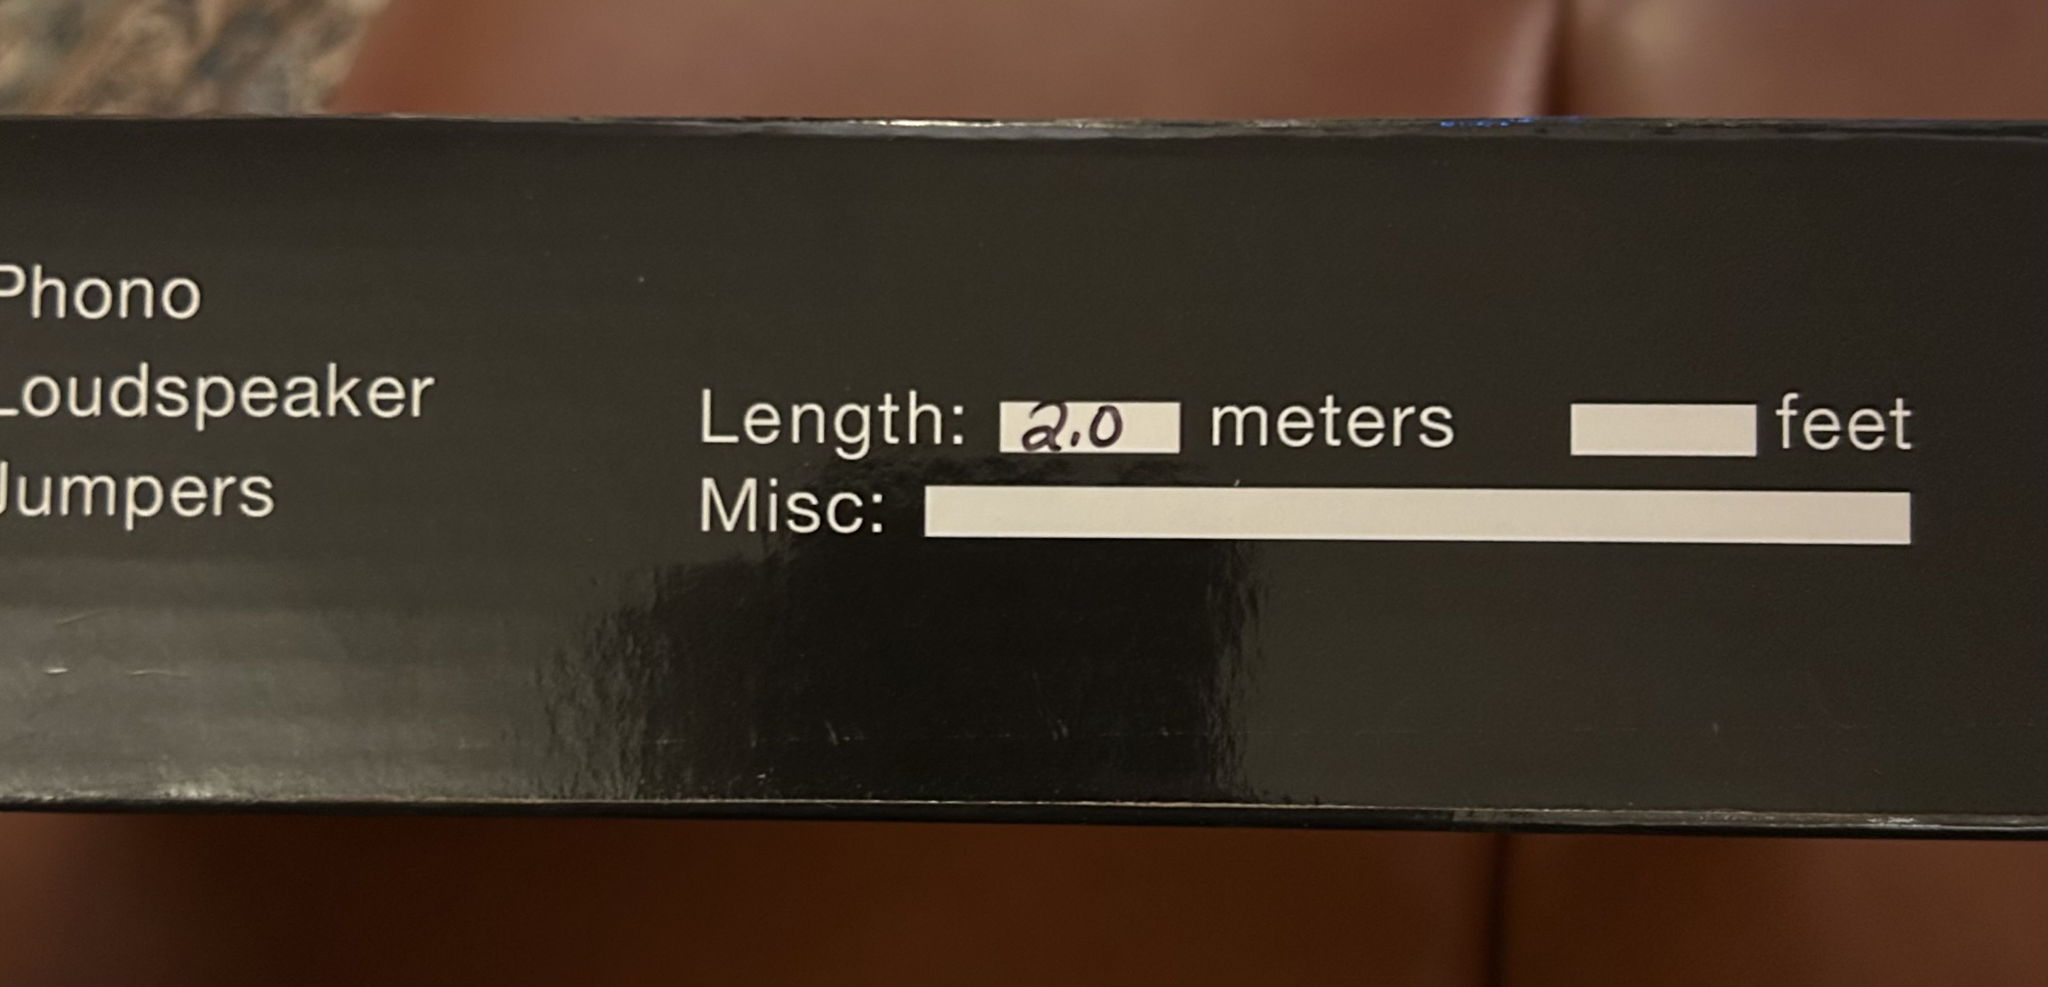 Phono
Loudspeaker
Jumpers
Length: 2.0 meters feet
Misc: